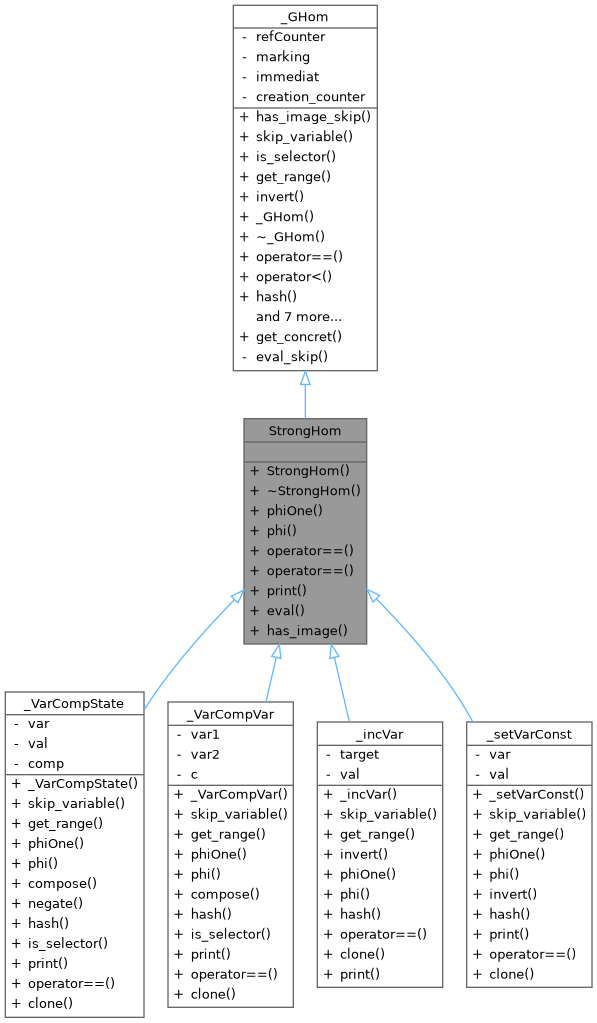 _GHom
- refCounter
- marking
- immediat
- creation_counter
+ has_image_skip()
+ skip_variable()
+ is_selector()
+ get_range()
+ invert()
+ _GHom()
+ ~_GHom()
+ operator==()
+ operator<()
+ hash()
and 7 more...
+ get_concret()
- eval_skip()
StrongHom
+ StrongHom()
+ ~StrongHom()
+ phiOne()
+ phi()
+ operator==()
+ operator==()
+ print()
+ eval()
+ has_image()
_VarCompState
- var
- val
- comp
+ _VarCompState()
+ skip_variable()
+ get_range()
+ phiOne()
+ phi()
+ compose()
+ negate()
+ hash()
+ is_selector()
+ print()
+ operator==()
+ clone()
_VarCompVar
- var1
- var2
- c
+ _VarCompVar()
+ skip_variable()
+ get_range()
+ phiOne()
+ phi()
+ compose()
+ hash()
+ is_selector()
+ print()
+ operator==()
+ clone()
_incVar
- target
- val
+ _incVar()
+ skip_variable()
+ get_range()
+ invert()
+ phiOne()
+ phi()
+ hash()
+ operator==()
+ clone()
+ print()
_setVarConst
- var
- val
+ _setVarConst()
+ skip_variable()
+ get_range()
+ phiOne()
+ phi()
+ invert()
+ hash()
+ print()
+ operator==()
+ clone()